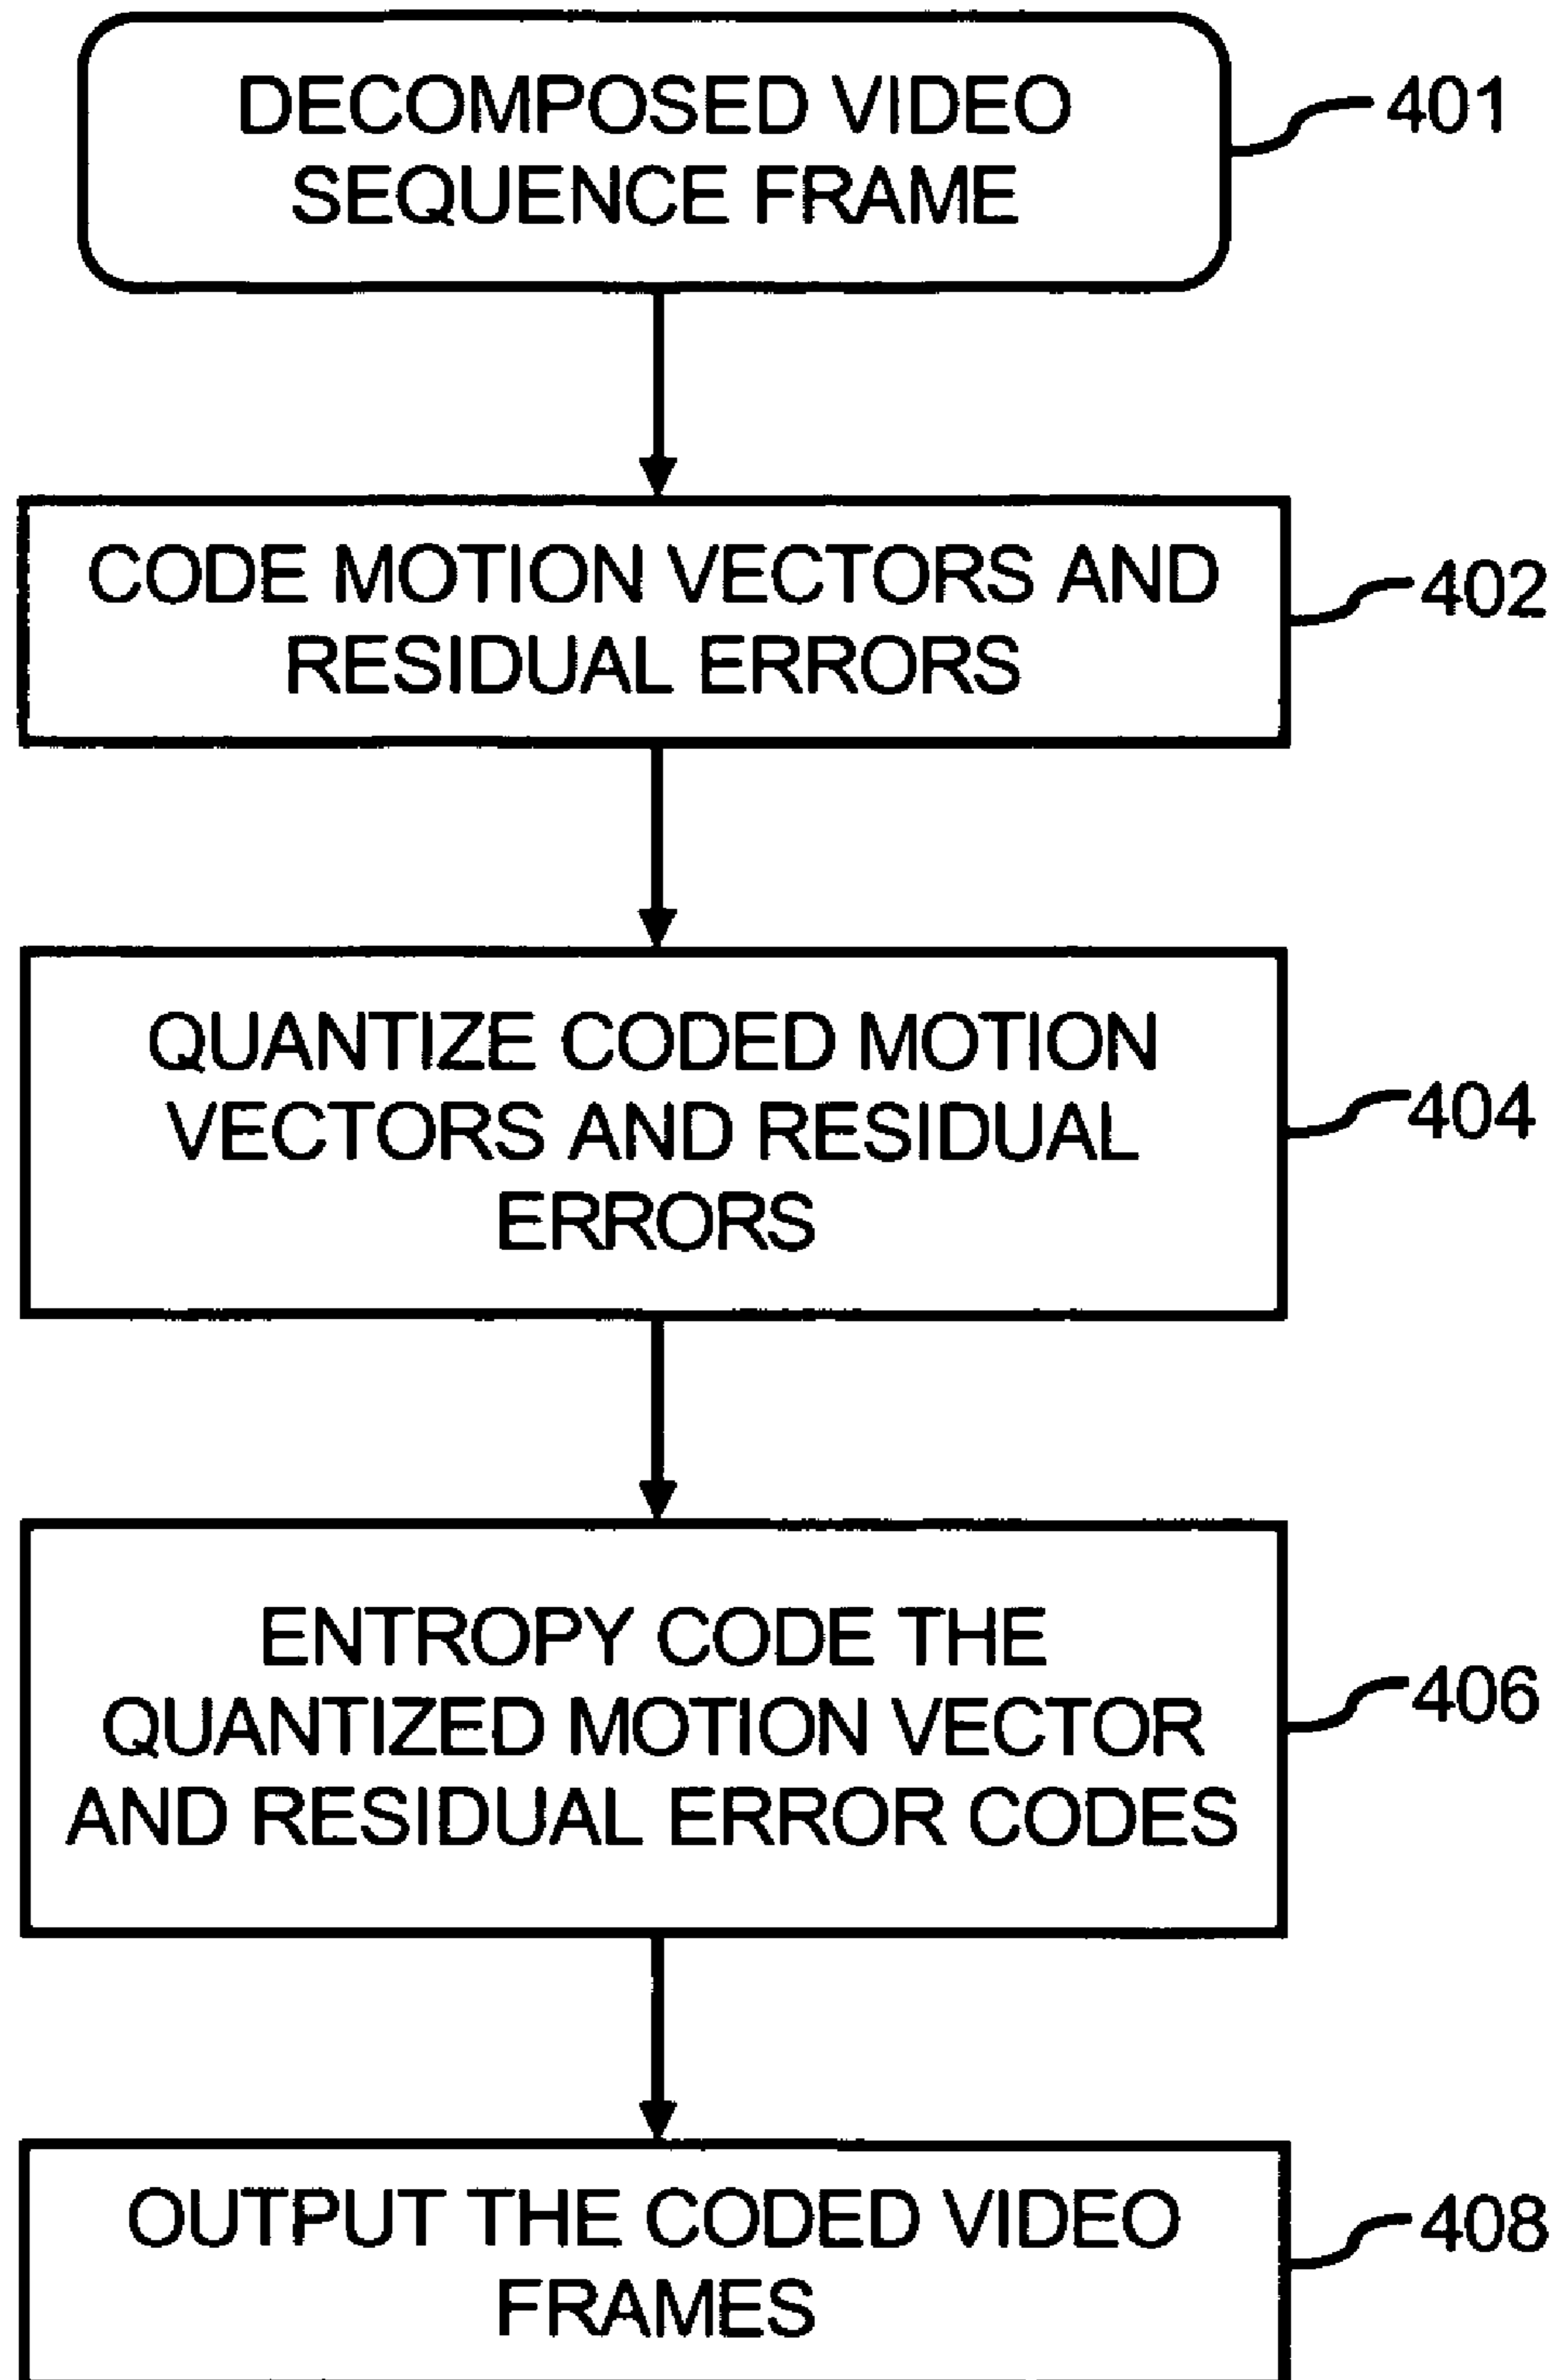 DECOMPOSED VIDEO
SEQUENCE FRAME
401
CODE MOTION VECTORS AND
RESIDUAL ERRORS
402
QUANTIZE CODED MOTION
VECTORS AND RESIDUAL
ERRORS
404
ENTROPY CODE THE
QUANTIZED MOTION VECTOR
AND RESIDUAL ERROR CODES
406
OUTPUT THE CODED VIDEO
FRAMES
408